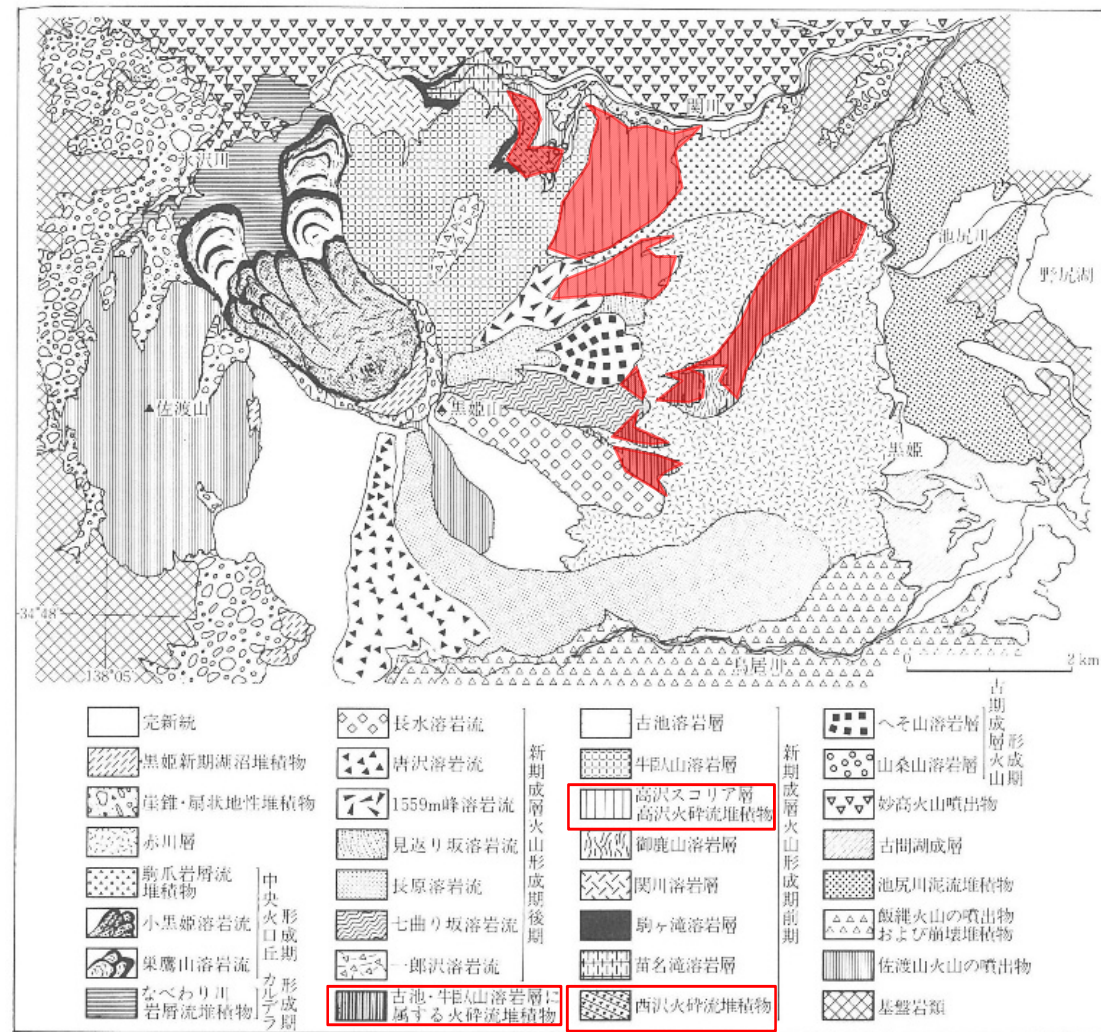 関川
氷沢川
池尻川
野尻湖
▲佐渡山
黒姫山
黒姫
34°48'
鳥居川
0 2 km
138°05'
完新統
黒姫新期湖沼堆積物
崖錐・扇状地性堆積物
赤川層
駒爪岩屑流
堆積物
小黒姫溶岩流
巣鷹山溶岩流
なべわり川
岩屑流堆積物
中央火口丘
形成期
カルデラ
形成期
長水溶岩流
唐沢溶岩流
1559m峰溶岩流
見返り坂溶岩流
長原溶岩流
七曲り坂溶岩流
一郎沢溶岩流
古池・牛臥山溶岩層に
属する火砕流堆積物
新期成層火山形成期後期
古池溶岩層
牛臥山溶岩層
高沢スコリア層
高沢火砕流堆積物
御鹿山溶岩層
関川溶岩層
駒ヶ滝溶岩層
苗名滝溶岩層
西沢火砕流堆積物
新期成層火山形成期前期
へそ山溶岩層
山桑山溶岩層
古期成層火山
形成期
妙高火山噴出物
古間湖成層
池尻川泥流堆積物
飯縄火山の噴出物
および崩壊堆積物
佐渡山火山の噴出物
基盤岩類